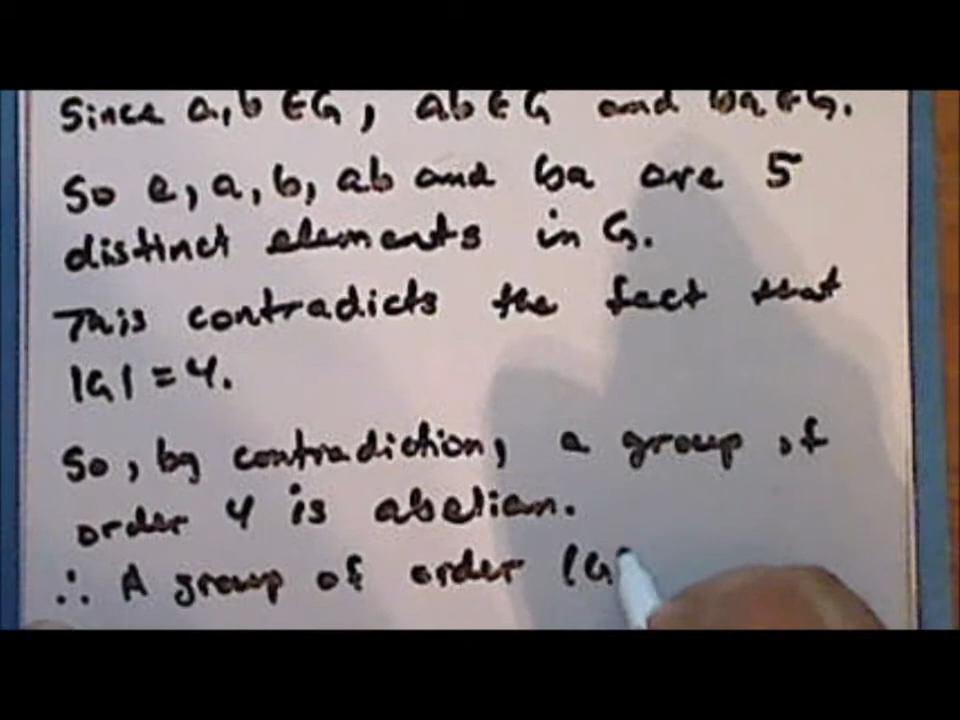 Since a, b ∈ G, ab ∈ G and ba ∈ G.
So e, a, b, ab and ba are 5
distinct elements in G.
This contradicts the fact that
|G| = 4.
So, by contradiction, a group of
order 4 is abelian.
∴ A group of order |G|